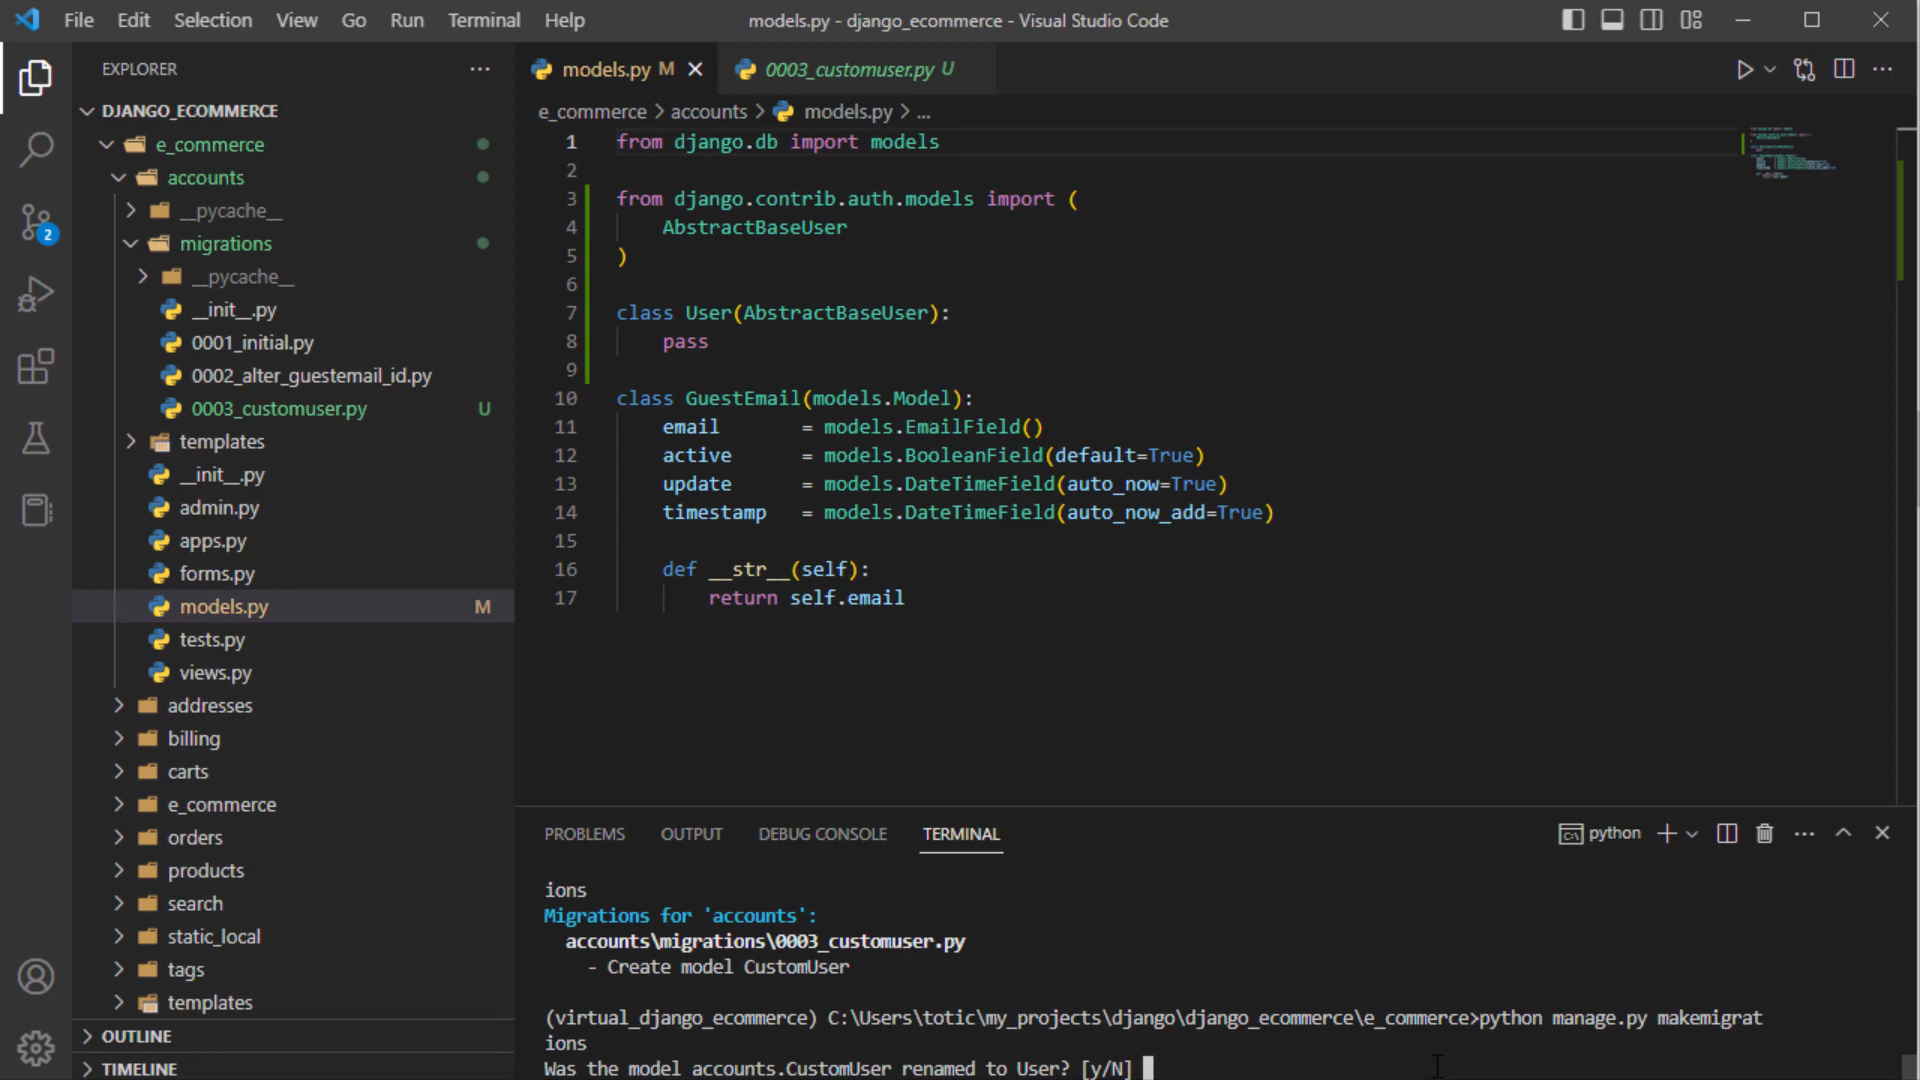 File Edit Selection View Go Run Terminal Help
models.py - django_ecommerce - Visual Studio Code
EXPLORER
DJANGO_ECOMMERCE
e_commerce
accounts
__pycache__
migrations
__pycache__
__init__.py
0001_initial.py
0002_alter_guestemail_id.py
0003_customuser.py U
templates
__init__.py
admin.py
apps.py
forms.py
models.py M
tests.py
views.py
addresses
billing
carts
e_commerce
orders
products
search
static_local
tags
templates
OUTLINE
TIMELINE
2
models.py M
0003_customuser.py U
e_commerce > accounts > models.py > ...
1 from django.db import models
2
3 from django.contrib.auth.models import (
4 AbstractBaseUser
5 )
6
7 class User(AbstractBaseUser):
8 pass
9
10 class GuestEmail(models.Model):
11 email = models.EmailField()
12 active = models.BooleanField(default=True)
13 update = models.DateTimeField(auto_now=True)
14 timestamp = models.DateTimeField(auto_now_add=True)
15
16 def __str__(self):
17 return self.email
PROBLEMS OUTPUT DEBUG CONSOLE TERMINAL
python
ions
Migrations for 'accounts':
accounts\migrations\0003_customuser.py
- Create model CustomUser
(virtual_django_ecommerce) C:\Users\totic\my_projects\django\django_ecommerce\e_commerce>python manage.py makemigrat
ions
Was the model accounts.CustomUser renamed to User? [y/N]